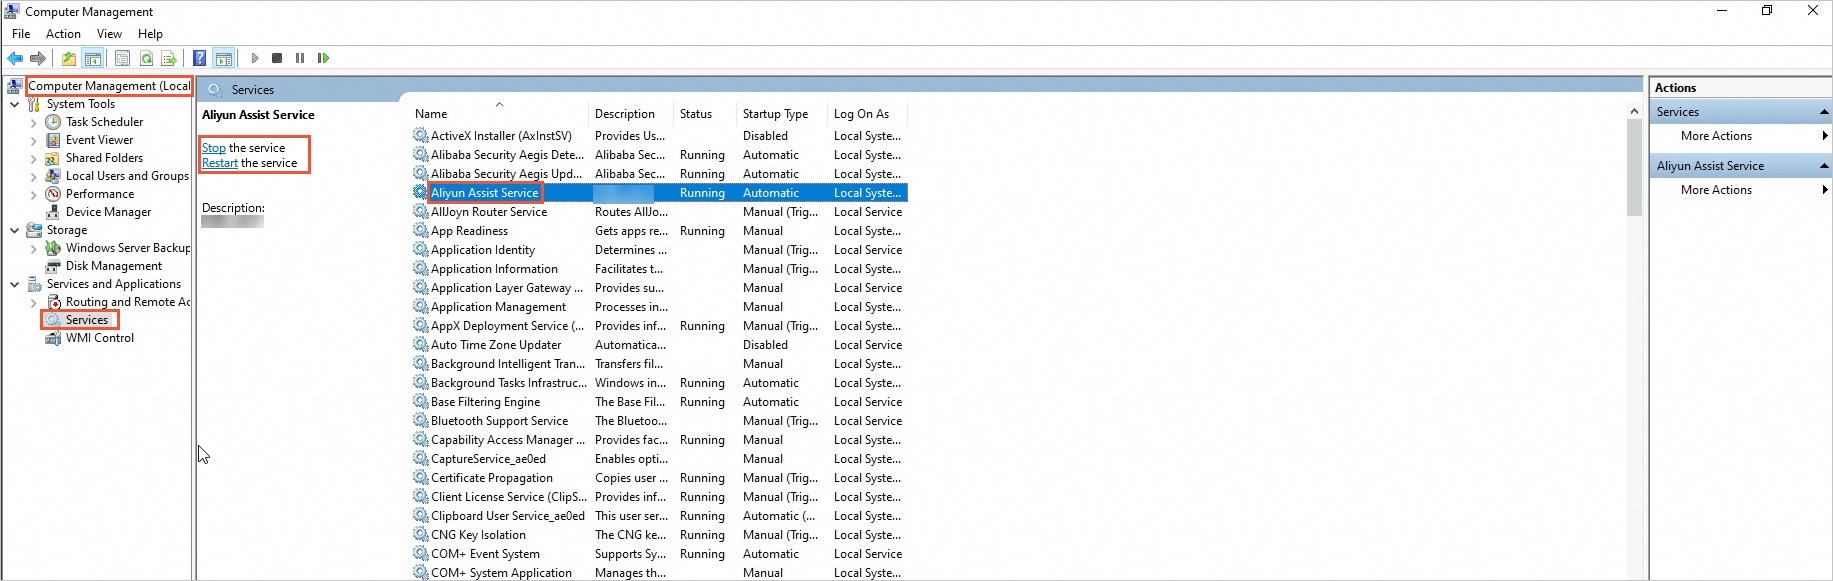 Computer Management
File Action View Help
Computer Management (Local
System Tools
Task Scheduler
Event Viewer
Shared Folders
Local Users and Groups
Performance
Device Manager
Storage
Windows Server Backup
Disk Management
Services and Applications
Routing and Remote Ac
Services
WMI Control
Services
Aliyun Assist Service
Stop the service
Restart the service
Description:
Name Description Status Startup Type Log On As
ActiveX Installer (AxInstSV) Provides Us... Disabled Local Syste...
Alibaba Security Aegis Dete... Alibaba Sec... Running Automatic Local Syste...
Alibaba Security Aegis Upd... Alibaba Sec... Running Automatic Local Syste...
Aliyun Assist Service Running Automatic Local Syste...
AllJoyn Router Service Routes AllJo... Manual (Trig... Local Service
App Readiness Gets apps re... Running Manual Local Syste...
Application Identity Determines ... Manual (Trig... Local Service
Application Information Facilitates t... Manual (Trig... Local Syste...
Application Layer Gateway ... Provides su... Manual Local Service
Application Management Processes in... Manual Local Syste...
AppX Deployment Service (... Provides inf... Running Manual (Trig... Local Syste...
Auto Time Zone Updater Automatica... Disabled Local Service
Background Intelligent Tran... Transfers fil... Manual Local Syste...
Background Tasks Infrastruc... Windows in... Running Automatic Local Syste...
Base Filtering Engine The Base Fil... Running Automatic Local Service
Bluetooth Support Service The Bluetoo... Manual (Trig... Local Service
Capability Access Manager ... Provides fac... Running Manual Local Syste...
CaptureService_ae0ed Enables opti... Manual Local Syste...
Certificate Propagation Copies user ... Running Manual (Trig... Local Syste...
Client License Service (ClipS... Provides inf... Running Manual (Trig... Local Syste...
Clipboard User Service_ae0ed This user ser... Running Automatic (... Local Syste...
CNG Key Isolation The CNG ke... Running Manual (Trig... Local Syste...
COM+ Event System Supports Sy... Running Automatic Local Service
COM+ System Application Manages th... Manual Local Syste...
Actions
Services
More Actions
Aliyun Assist Service
More Actions